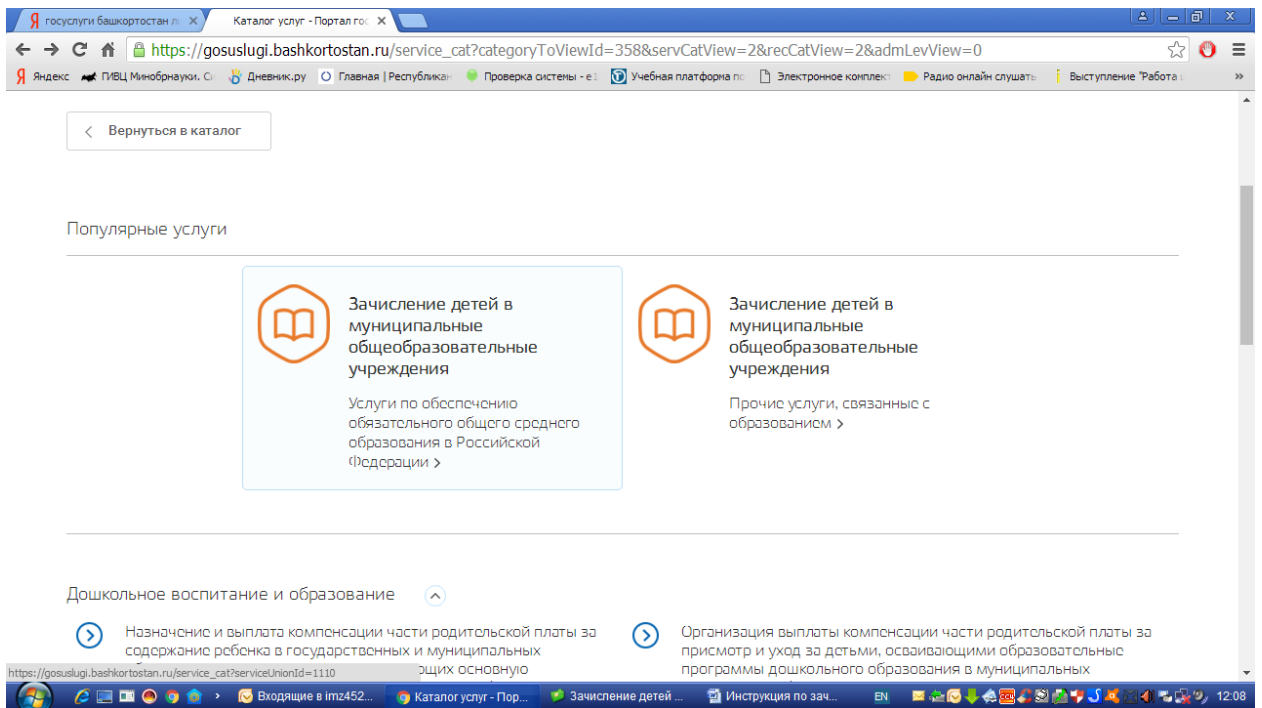 госуслуги башкортостан л
Каталог услуг - Портал гос
https://gosuslugi.bashkortostan.ru/service_cat?categoryToViewId=358&servCatView=2&recCatView=2&admLevView=0
Яндекс ПИВЦ Минобрнауки. Си Дневник.ру Главная | Республикан Проверка системы - e Учебная платформа по Электронное комплект Радио онлайн слушать Выступление "Работа »
Вернуться в каталог
Популярные услуги
Зачисление детей в
муниципальные
общеобразовательные
учреждения
Услуги по обеспечению
обязательного общего среднего
образования в Российской
Федерации >
Зачисление детей в
муниципальные
общеобразовательные
учреждения
Прочие услуги, связанные с
образованием >
Дошкольное воспитание и образование
Назначение и выплата компенсации части родительской платы за
содержание ребенка в государственных и муниципальных
ющих основную
Организация выплаты компенсации части родительской платы за
присмотр и уход за детьми, осваивающими образовательные
программы дошкольного образования в муниципальных
https://gosuslugi.bashkortostan.ru/service_cat?serviceUnionId=1110
Входящие в imz452... Каталог услуг - Пор... Зачисление детей ... Инструкция по зач... EN 12:08